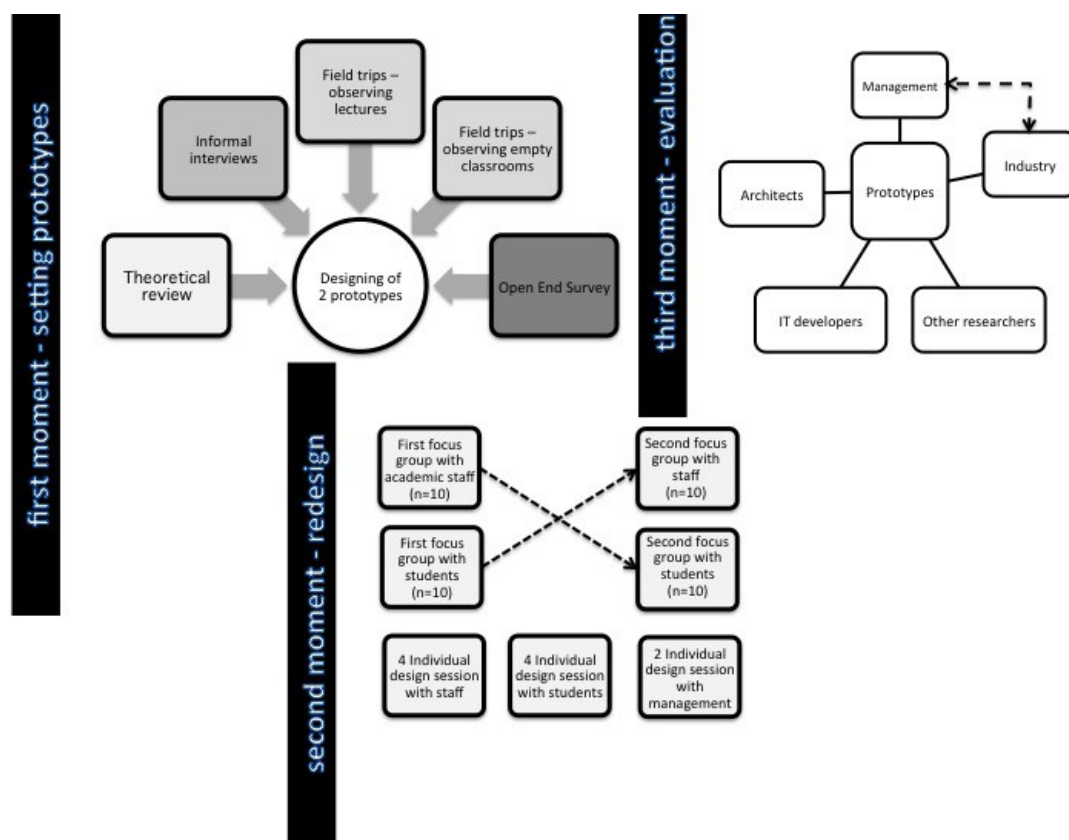 first moment - setting prototypes
Field trips –
observing
lectures
Informal
interviews
Field trips –
observing empty
classrooms
Theoretical
review
Designing of
2 prototypes
Open End Survey
second moment - redesign
First focus
group with
academic staff
(n=10)
Second focus
group with
staff
(n=10)
First focus
group with
students
(n=10)
Second focus
group with
students
(n=10)
4 Individual
design session
with staff
4 Individual
design session
with students
2 Individual
design session
with
management
third moment - evaluation
Management
Industry
Architects
Prototypes
IT developers
Other researchers